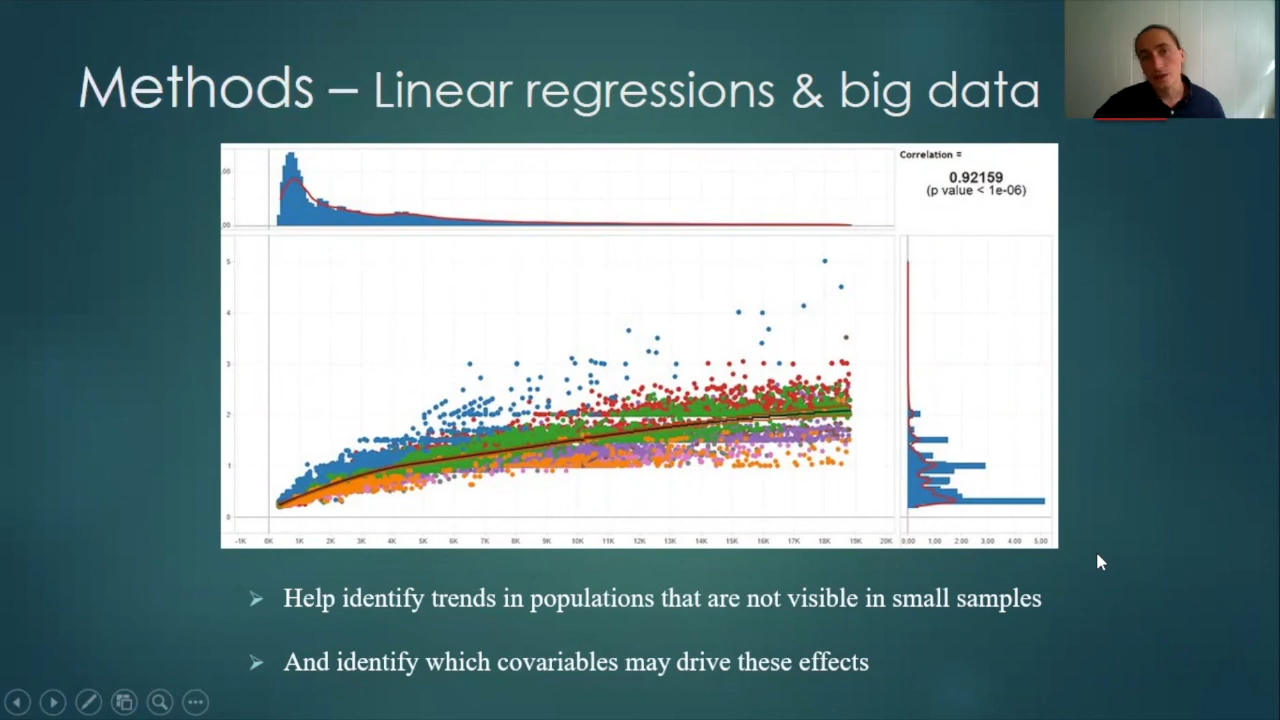 Methods – Linear regressions & big data
Correlation =
0.92159
(p value < 1e-06)
.00
.00
5
4
3
2
1
0
-1K 0K 1K 2K 3K 4K 5K 6K 7K 8K 9K 10K 11K 12K 13K 14K 15K 16K 17K 18K 19K 20K
0.00 1.00 2.00 3.00 4.00 5.00
Help identify trends in populations that are not visible in small samples
And identify which covariables may drive these effects